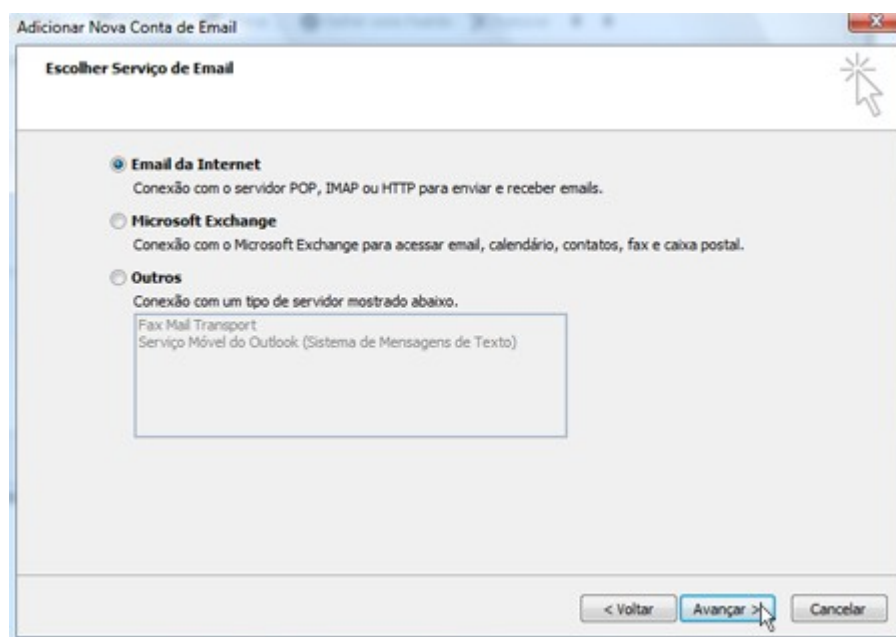 Adicionar Nova Conta de Email
Escolher Serviço de Email
Email da Internet
Conexão com o servidor POP, IMAP ou HTTP para enviar e receber emails.
Microsoft Exchange
Conexão com o Microsoft Exchange para acessar email, calendário, contatos, fax e caixa postal.
Outros
Conexão com um tipo de servidor mostrado abaixo.
Fax Mail Transport
Serviço Móvel do Outlook (Sistema de Mensagens de Texto)
< Voltar Avançar > Cancelar